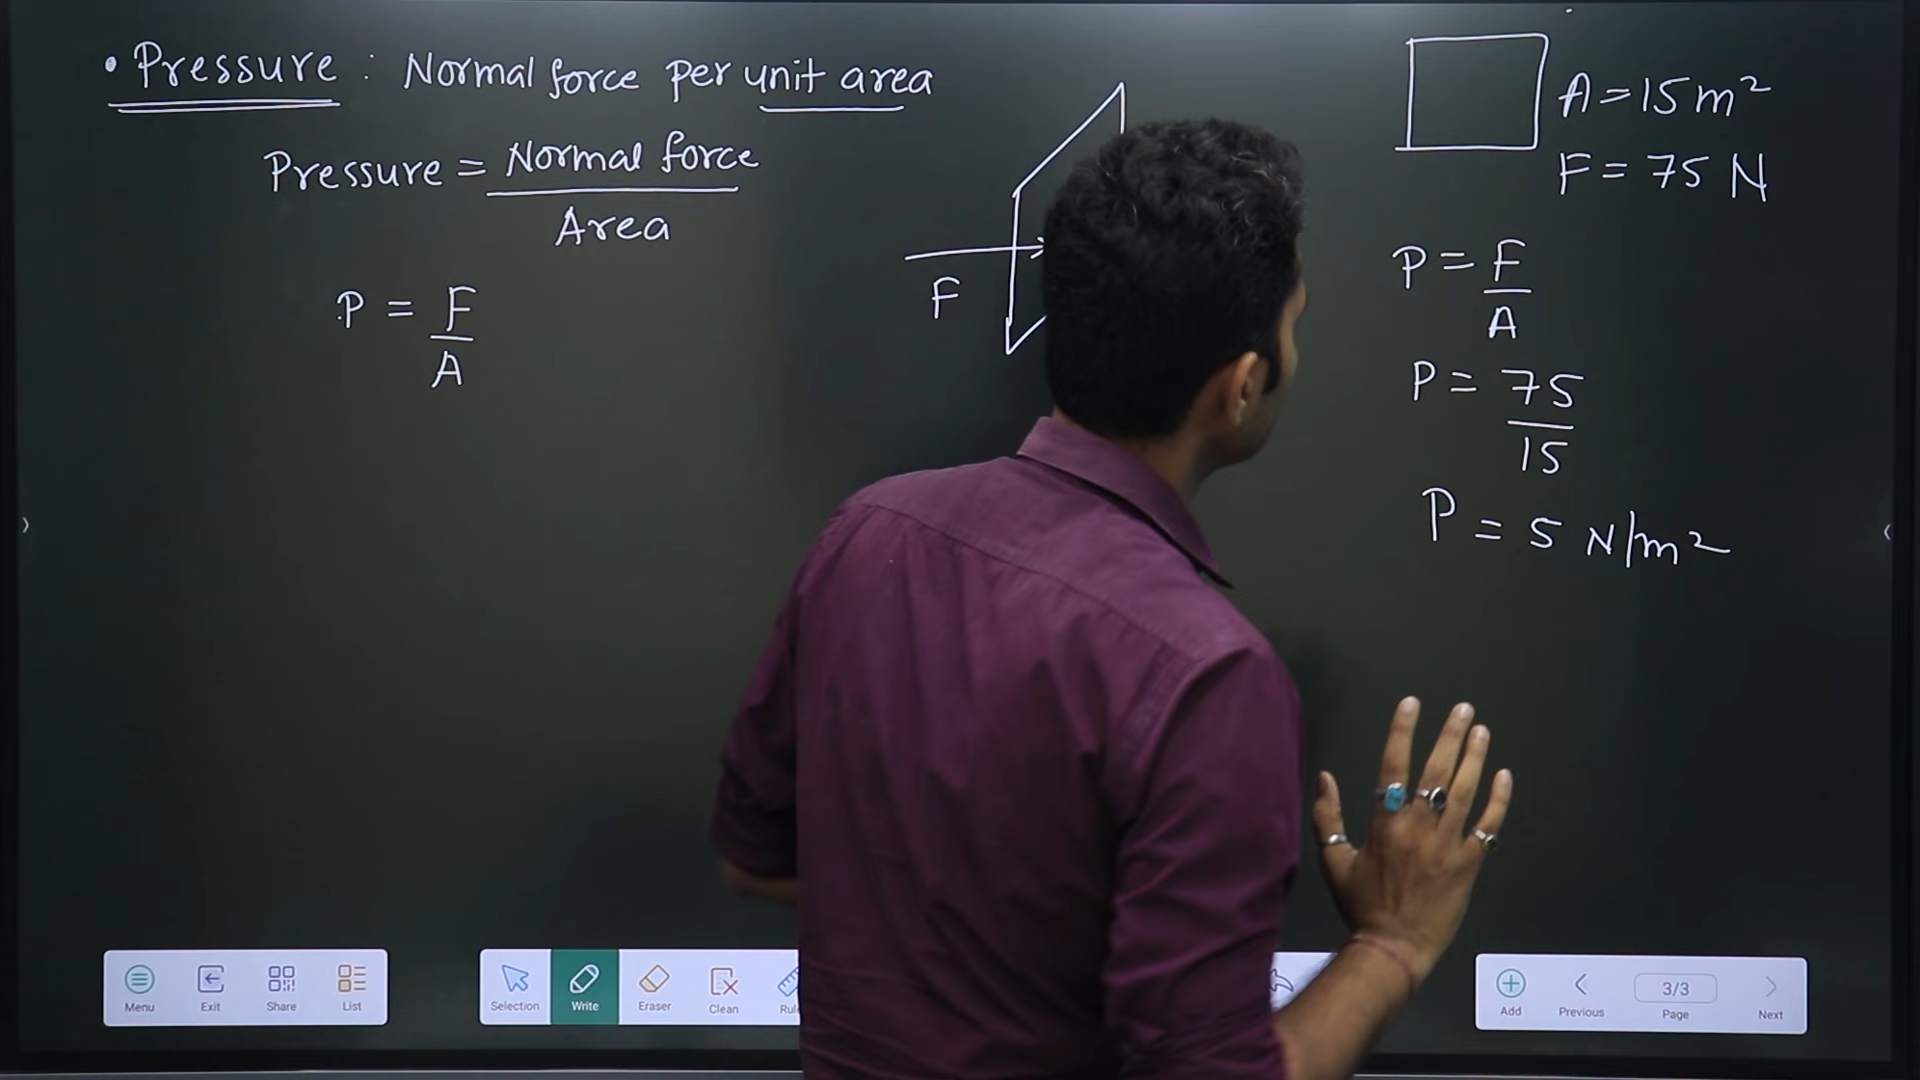 • Pressure : Normal force per unit area
Pressure = Normal force
Area
P = F
A
F
A = 15 m²
F = 75 N
P = F
A
P = 75
15
P = 5 N/m²
Menu Exit Share List
Selection Write Eraser Clean
Add Previous 3/3 Page Next